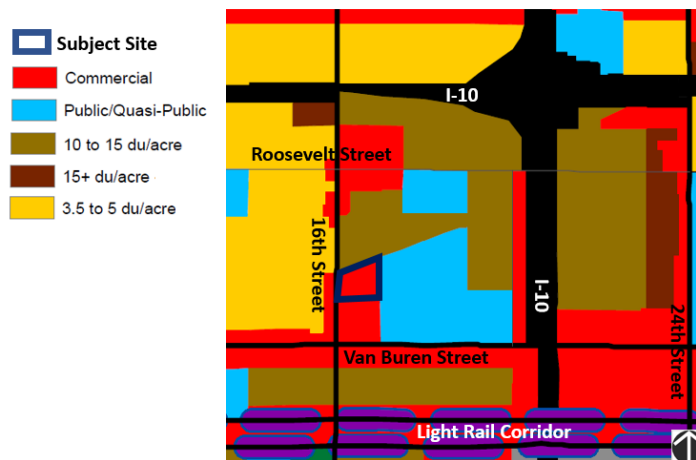 Subject Site
Commercial
Public/Quasi-Public
10 to 15 du/acre
15+ du/acre
3.5 to 5 du/acre
I-10
Roosevelt Street
16th Street
I-10
24th Street
Van Buren Street
Light Rail Corridor